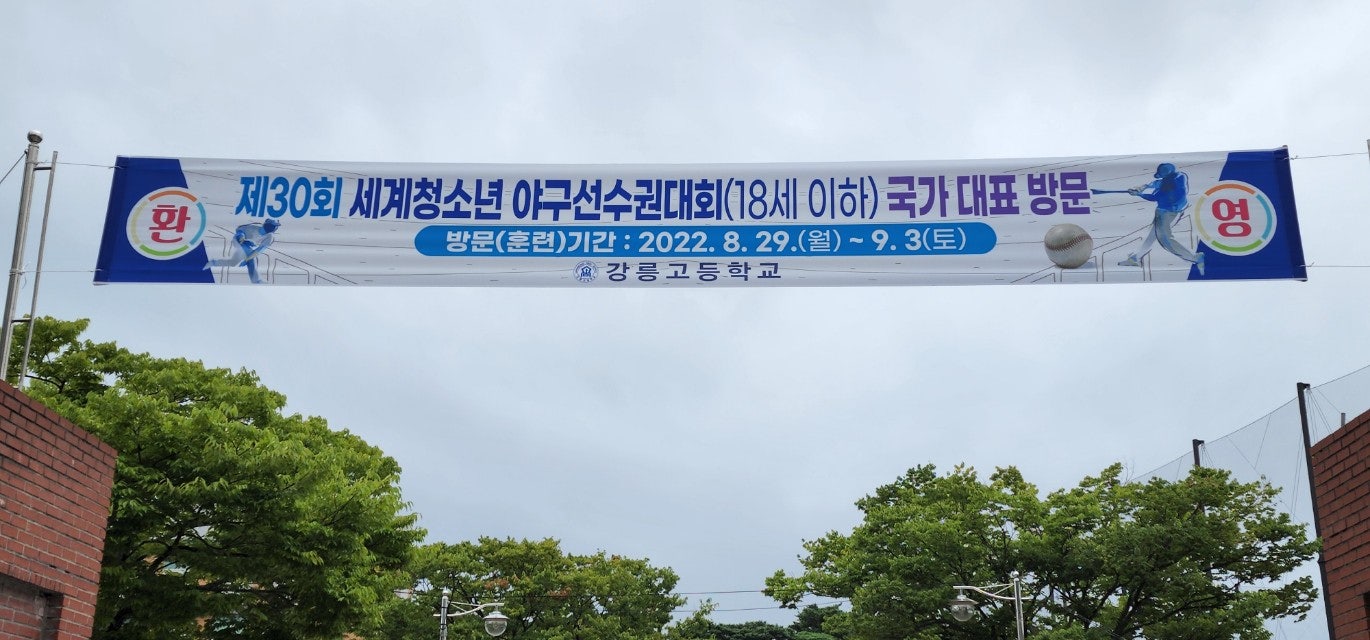 환 제30회 세계청소년 야구선수권대회(18세 이하) 국가 대표 방문 영
방문(훈련)기간 : 2022. 8. 29.(월) ~ 9. 3(토)
강릉고등학교